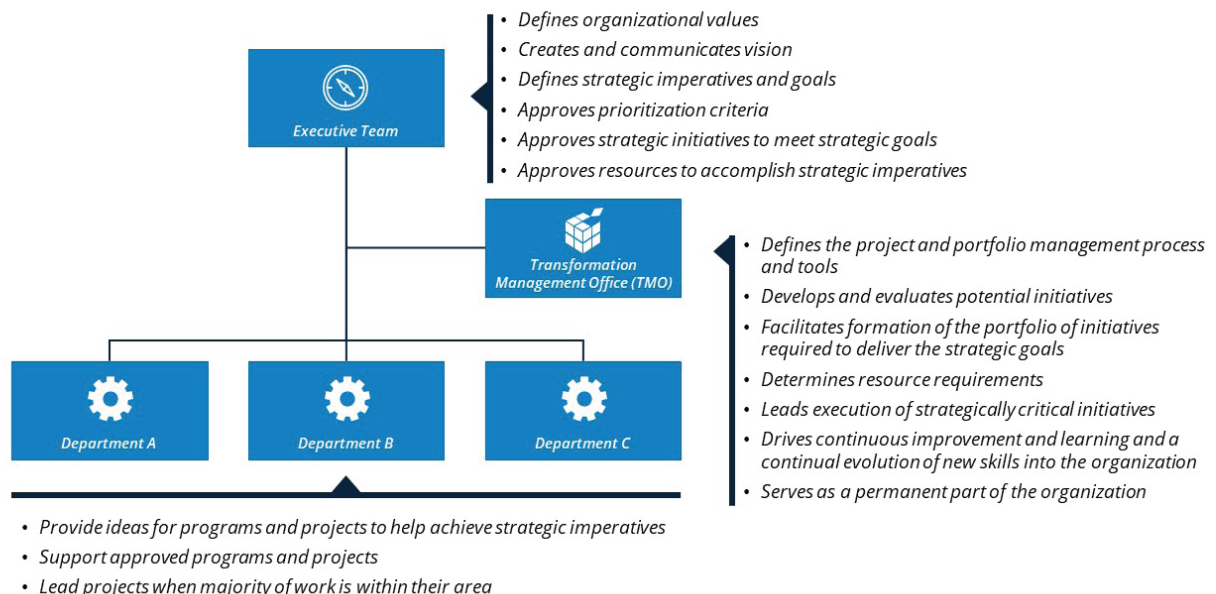 • Defines organizational values
• Creates and communicates vision
• Defines strategic imperatives and goals
• Approves prioritization criteria
• Approves strategic initiatives to meet strategic goals
• Approves resources to accomplish strategic imperatives
Executive Team
Transformation
Management Office (TMO)
• Defines the project and portfolio management process
and tools
• Develops and evaluates potential initiatives
• Facilitates formation of the portfolio of initiatives
required to deliver the strategic goals
• Determines resource requirements
• Leads execution of strategically critical initiatives
• Drives continuous improvement and learning and a
continual evolution of new skills into the organization
• Serves as a permanent part of the organization
Department A
Department B
Department C
• Provide ideas for programs and projects to help achieve strategic imperatives
• Support approved programs and projects
• Lead projects when majority of work is within their area